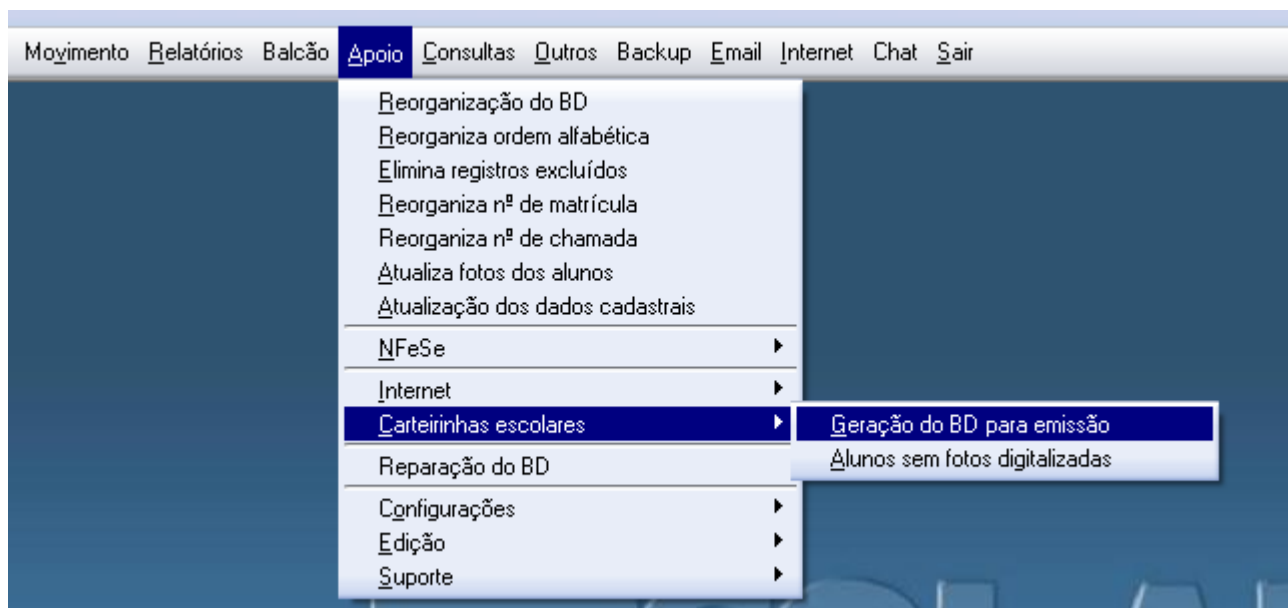 Movimento Relatórios Balcão Apoio Consultas Outros Backup Email Internet Chat Sair
Reorganização do BD
Reorganiza ordem alfabética
Elimina registros excluídos
Reorganiza nº de matrícula
Reorganiza nº de chamada
Atualiza fotos dos alunos
Atualização dos dados cadastrais
NFeSe
Internet
Carteirinhas escolares
Geração do BD para emissão
Alunos sem fotos digitalizadas
Reparação do BD
Configurações
Edição
Suporte